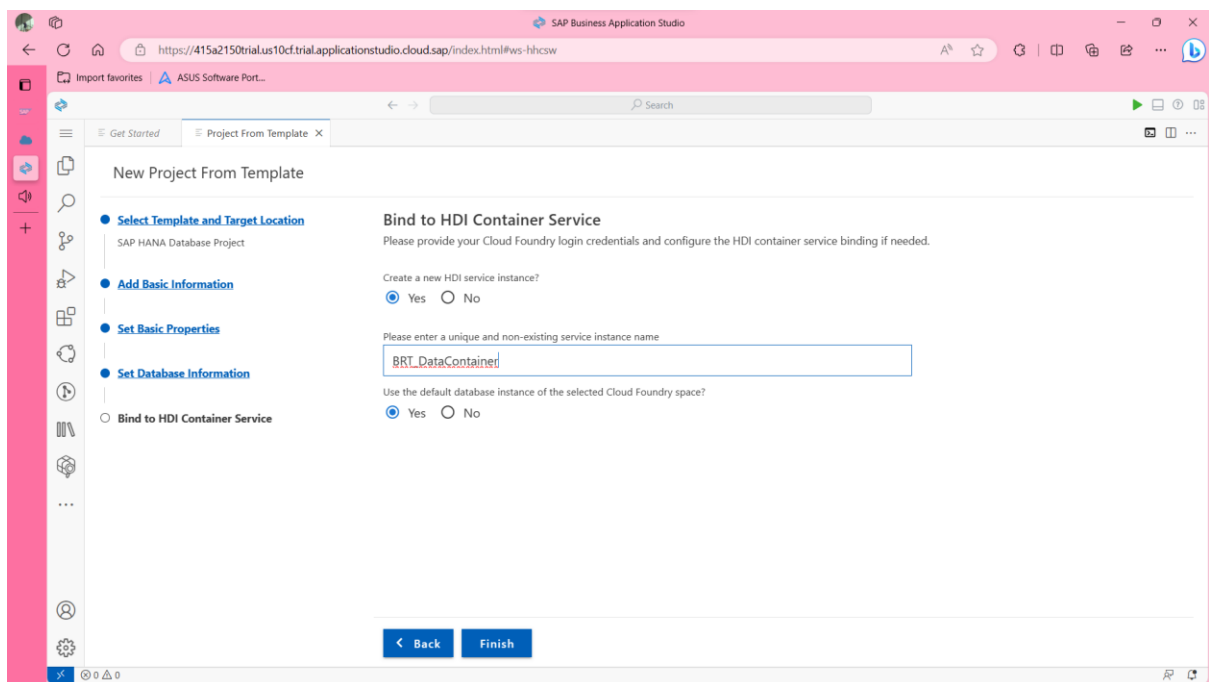 SAP Business Application Studio
https://415a2150trial.us10cf.trial.applicationstudio.cloud.sap/index.html#ws-hhcsw
Import favorites
ASUS Software Port...
Search
Get Started
Project From Template
New Project From Template
Select Template and Target Location
SAP HANA Database Project
Add Basic Information
Set Basic Properties
Set Database Information
Bind to HDI Container Service
Bind to HDI Container Service
Please provide your Cloud Foundry login credentials and configure the HDI container service binding if needed.
Create a new HDI service instance?
Yes No
Please enter a unique and non-existing service instance name
BRT_DataContainer
Use the default database instance of the selected Cloud Foundry space?
Yes No
< Back Finish
0 0